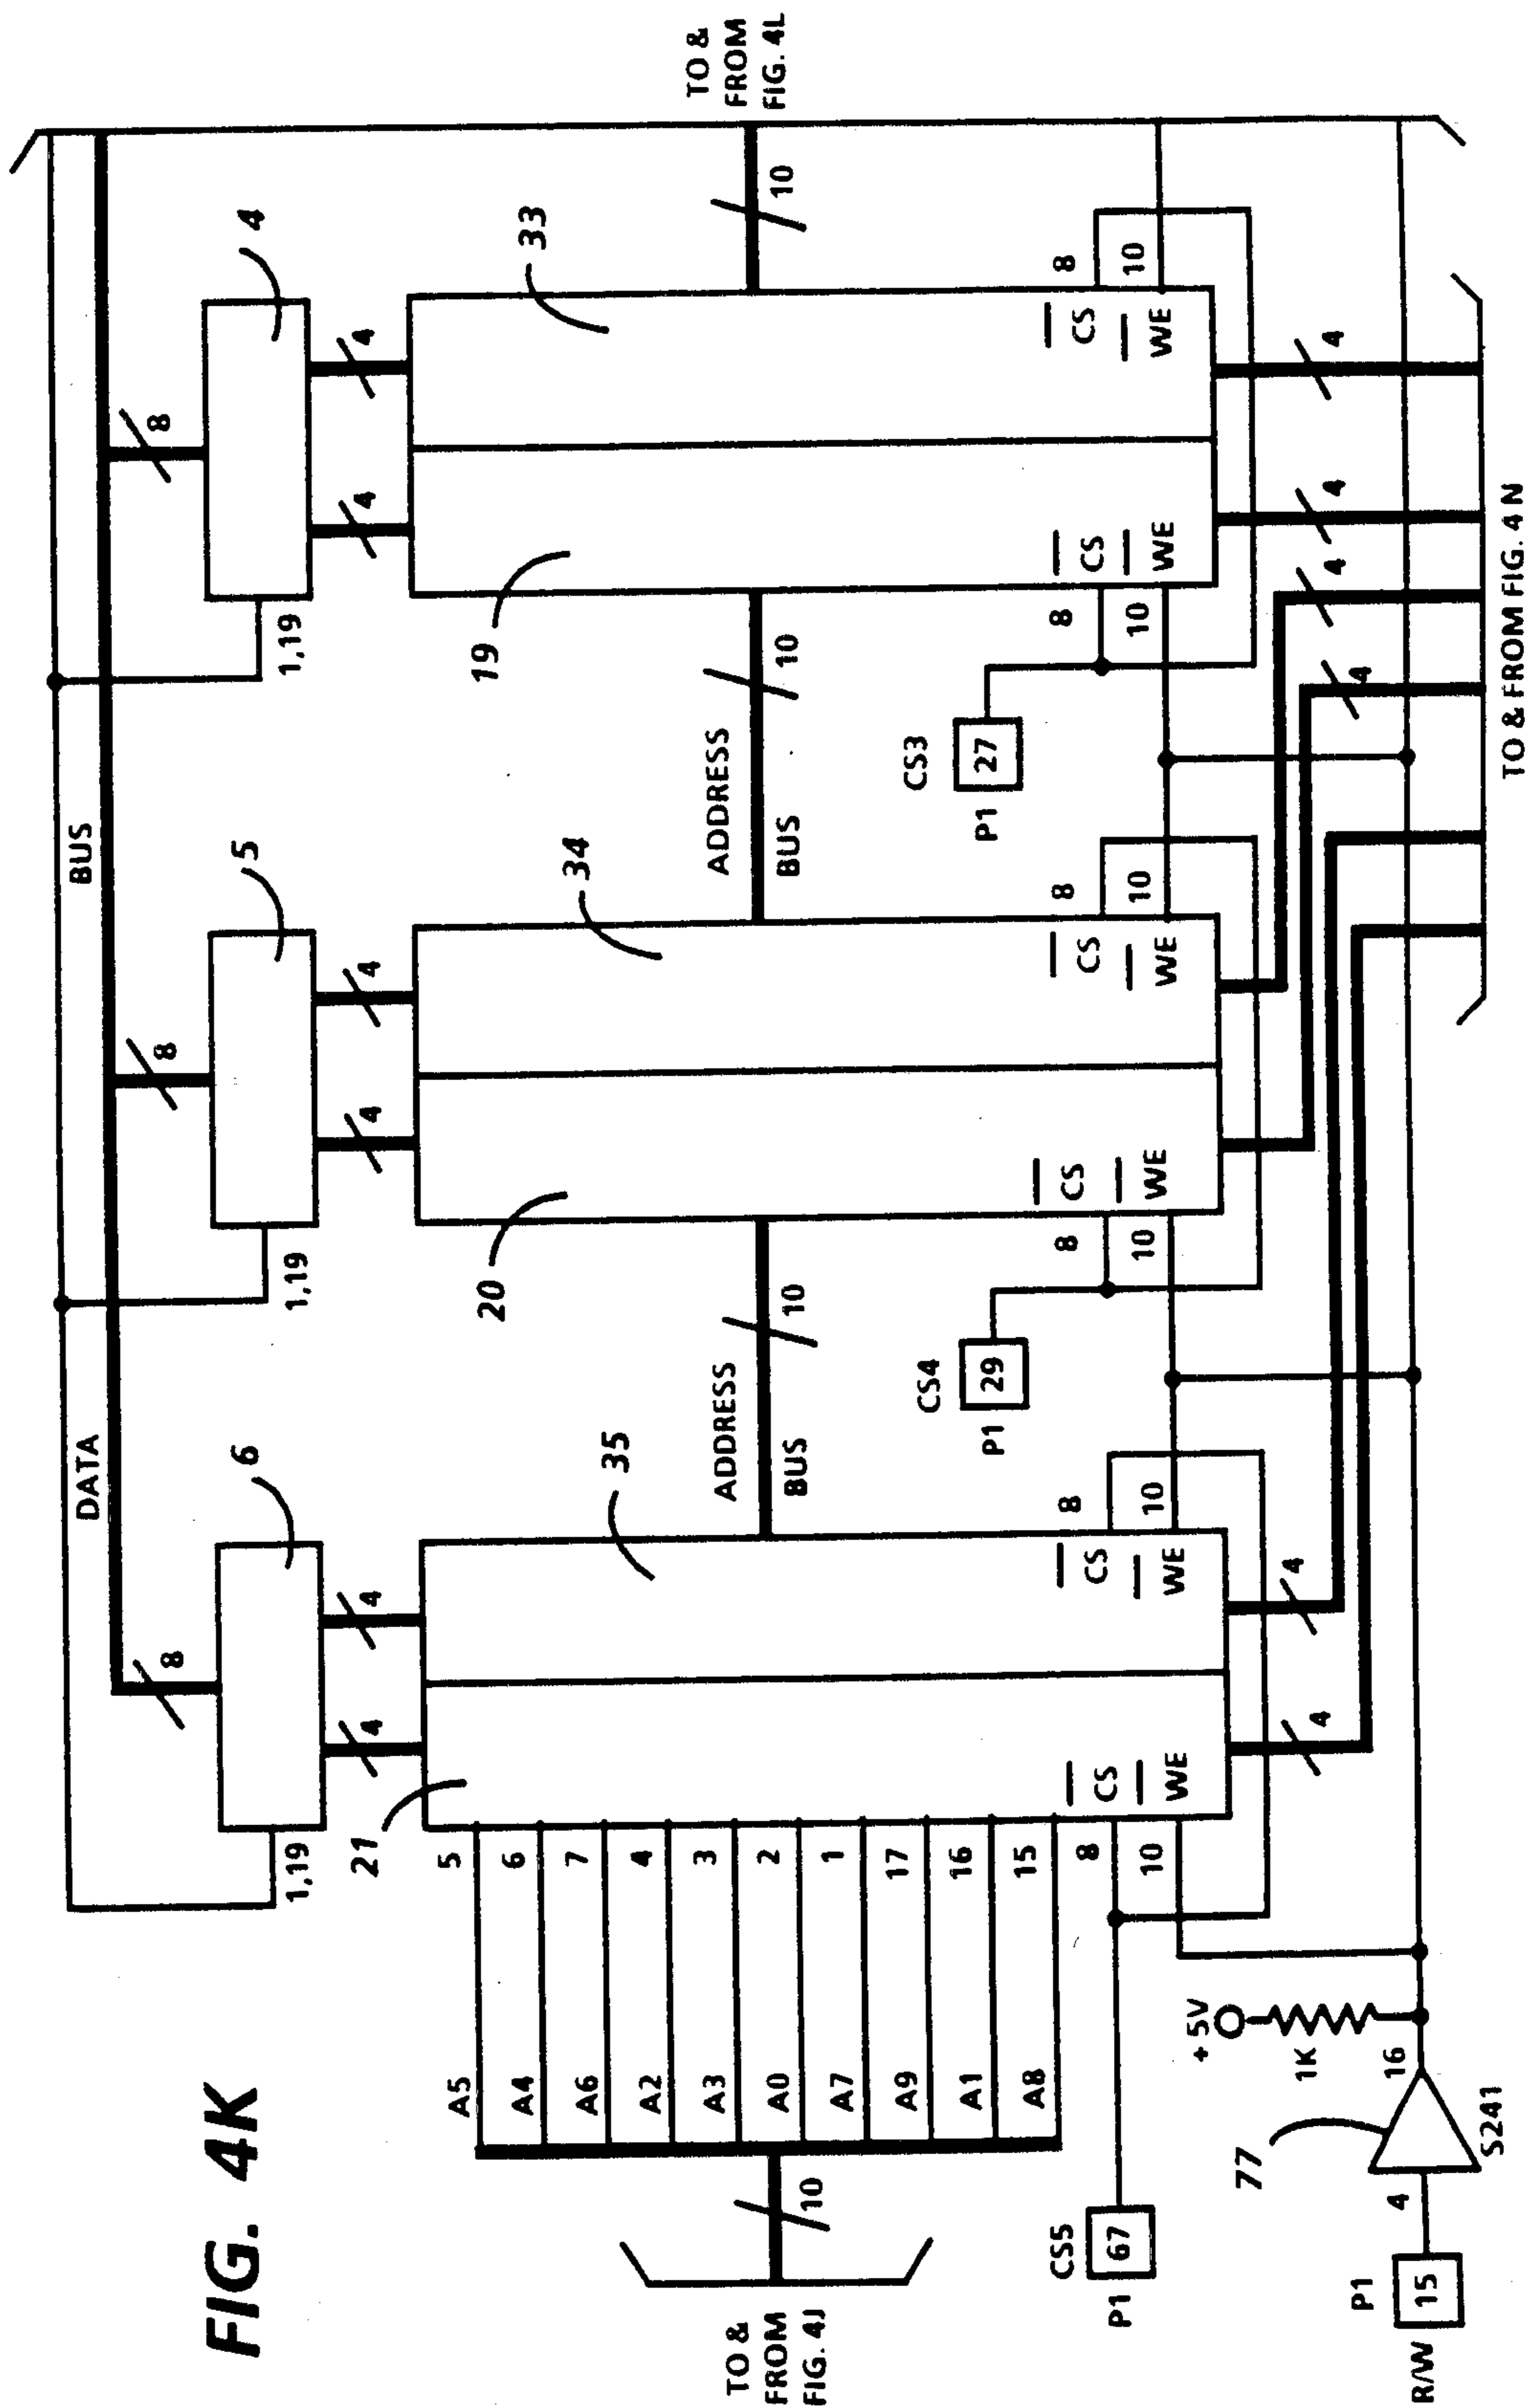 FIG. 4K
DATA
BUS
8
8
8
6
5
4
1,19
1,19
1,19
4
4
4
4
4
4
21
35
20
34
19
33
TO &
FROM
FIG. 4J
10
A5
A4
A6
A2
A3
A0
A7
A9
A1
A8
5
6
7
4
3
2
1
17
16
15
8
10
CS
WE
CS
WE
8
10
ADDRESS
BUS
10
8
10
CS
WE
CS
WE
8
10
ADDRESS
BUS
10
8
10
CS
WE
CS
WE
8
10
10
TO &
FROM
FIG. 4L
CS5
P1
67
CS4
P1
29
CS3
P1
27
4
4
4
4
4
4
R/W
P1
15
4
77
S241
16
1K
+5V
TO & FROM FIG. 4N